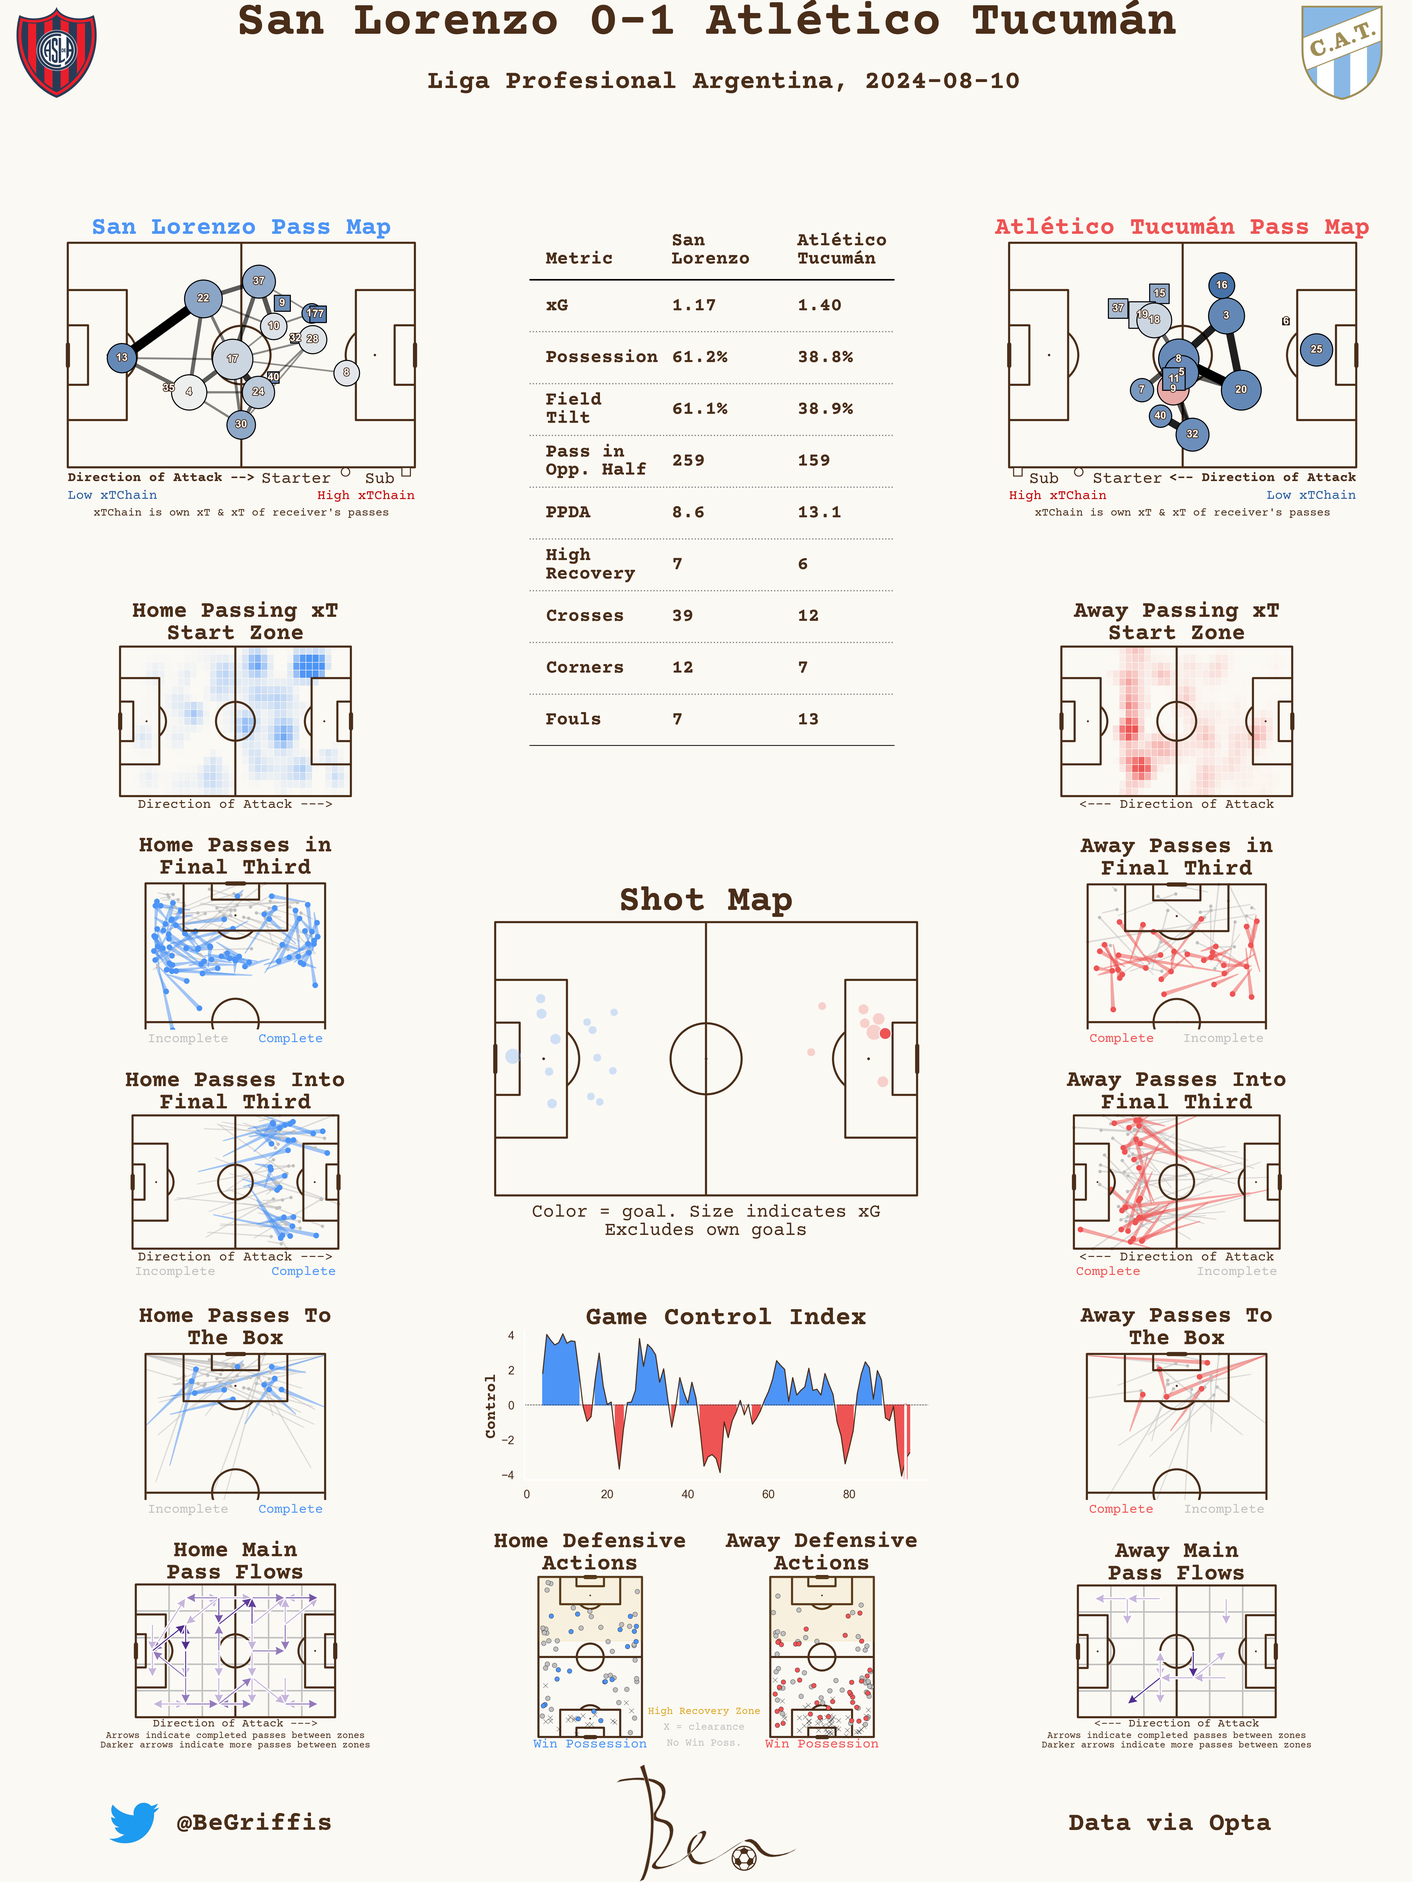 San Lorenzo 0-1 Atlético Tucumán
Liga Profesional Argentina, 2024-08-10
CASLA
C.A.T.
San Lorenzo Pass Map
22
37
9
177
10
32
28
13
17
8
35
4
40
24
30
Direction of Attack --> Starter Sub
Low xTChain High xTChain
xTChain is own xT & xT of receiver's passes
Metric San Lorenzo Atlético Tucumán
xG 1.17 1.40
Possession 61.2% 38.8%
Field Tilt 61.1% 38.9%
Pass in Opp. Half 259 159
PPDA 8.6 13.1
High Recovery 7 6
Crosses 39 12
Corners 12 7
Fouls 7 13
Atlético Tucumán Pass Map
16
15
37
19
18
3
6
25
8
5
11
7
9
20
40
32
Sub Starter <-- Direction of Attack
High xTChain Low xTChain
xTChain is own xT & xT of receiver's passes
Home Passing xT
Start Zone
Direction of Attack --->
Away Passing xT
Start Zone
<--- Direction of Attack
Home Passes in
Final Third
Incomplete Complete
Away Passes in
Final Third
Complete Incomplete
Shot Map
Color = goal. Size indicates xG
Excludes own goals
Home Passes Into
Final Third
Direction of Attack --->
Incomplete Complete
Away Passes Into
Final Third
<--- Direction of Attack
Complete Incomplete
Home Passes To
The Box
Incomplete Complete
Game Control Index
Control
4
2
0
−2
−4
0 20 40 60 80
Away Passes To
The Box
Complete Incomplete
Home Main
Pass Flows
Direction of Attack --->
Arrows indicate completed passes between zones
Darker arrows indicate more passes between zones
Home Defensive
Actions
Win Possession
High Recovery Zone
X = clearance
No Win Poss.
Away Defensive
Actions
Win Possession
Away Main
Pass Flows
<--- Direction of Attack
Arrows indicate completed passes between zones
Darker arrows indicate more passes between zones
@BeGriffis
Ben
Data via Opta